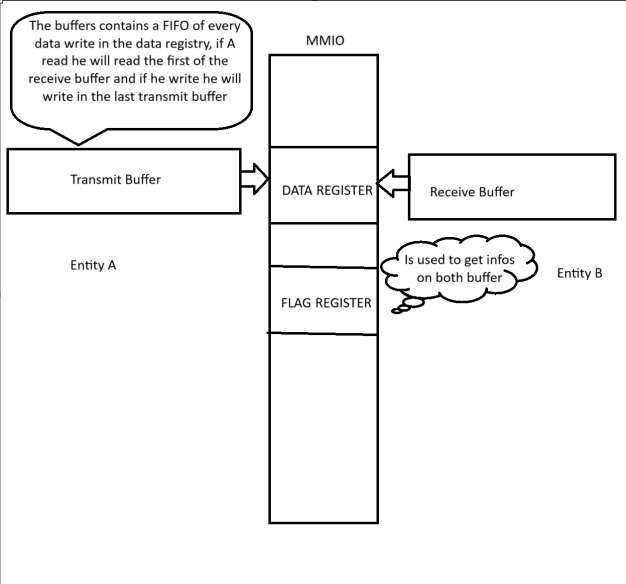 The buffers contains a FIFO of every
data write in the data registry, if A
read he will read the first of the
receive buffer and if he write he will
write in the last transmit buffer
MMIO
Transmit Buffer
DATA REGISTER
Receive Buffer
Entity A
Is used to get infos
on both buffer
Entity B
FLAG REGISTER